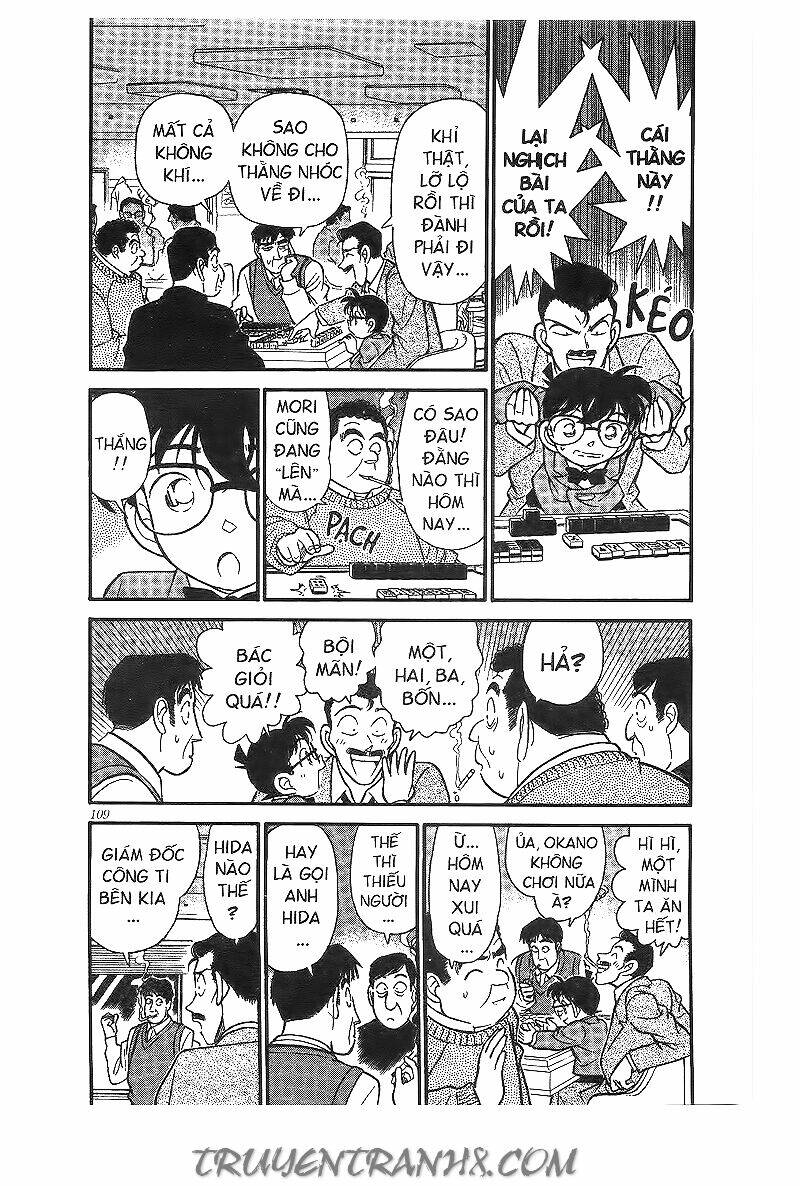 CÁI
THẰNG
NÀY
!!
LẠI
NGHỊCH
BÀI
CỦA TA
RỒI!
KÉO
KHỈ
THẬT,
LỠ LỘ
RỒI THÌ
ĐÀNH
PHẢI ĐI
VẬY...
SAO
KHÔNG CHO
THẰNG NHÓC
VỀ ĐI...
MẤT CẢ
KHÔNG
KHÍ...
CÓ SAO
ĐÂU!
ĐẰNG
NÀO THÌ
HÔM
NAY...
MORI
CŨNG
ĐANG
"LÊN"
MÀ...
PẠCH
THẮNG
!!
HẢ?
MỘT,
HAI, BA,
BỐN...
BỘI
MÃN!
BÁC
GIỎI
QUÁ!!
109
HÌ HÌ,
MỘT
MÌNH
TA ĂN
HẾT!
ỦA, OKANO
KHÔNG
CHƠI NỮA
À?
Ừ...
HÔM
NAY
XUI
QUÁ
...
THẾ
THÌ
THIẾU
NGƯỜI
...
HAY
LÀ GỌI
ANH
HIDA
...
HIDA
NÀO
THẾ
?
GIÁM ĐỐC
CÔNG TI
BÊN KIA
...
TRUYENTRANH8.COM